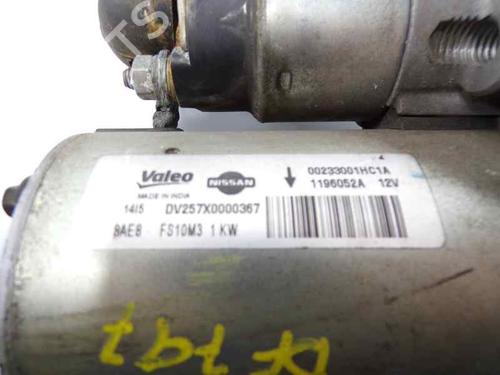 Valeo
MADE IN INDIA
NISSAN
00233001HC1A
1196052A 12V
1415 DV257X0000367
8AE8 FS10M3 1 KW